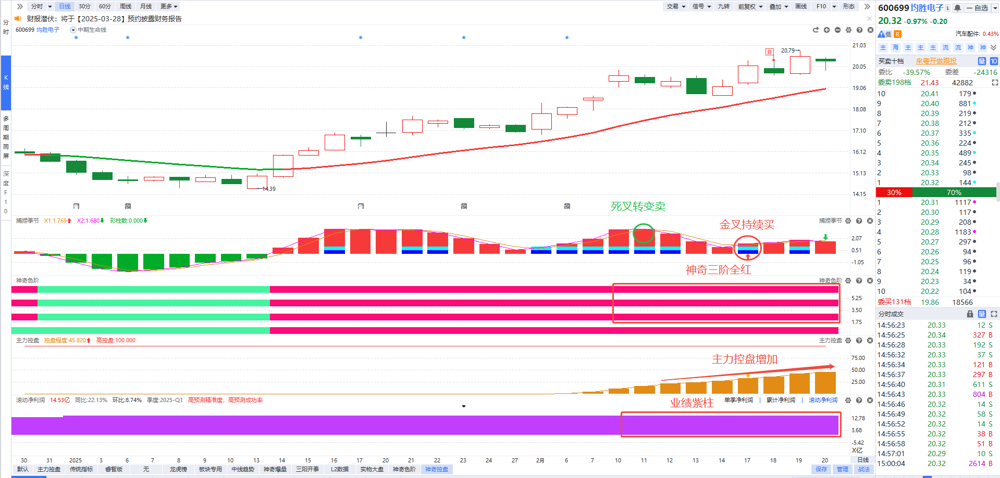 分时 日线 30分 60分 周线 月线 更多 交易 信号 九转 前复权 叠加 画线 F10 形态
财报潜伏：将于【2025-03-28】预约披露财务报告
600699 均胜电子 中期生命线
分时
K线
多周期同屏
深度F10
21.03
20.05
19.06
18.08
17.10
16.12
15.13
14.15
20.79
14.39
死叉转变卖
捕捞季节 X1:1.769 X2:1.680 彩柱数:0.000 捕捞季节
金叉持续买
2.07
0.51
-1.05
神奇三阶全红
神奇色阶 神奇色阶
5.25
3.50
1.75
主力控盘 控盘程度:45.820 高控盘:100.000 主力控盘
主力控盘增加
75.00
50.00
25.00
滚动净利润 14.53亿 同比:22.13% 环比:8.74% 季度:2025-Q1 高预测精准度，高预测成功率 业绩紫柱 单季净利润 | 累计净利润 | 滚动净利润
12.78
3.68
-5.42
X亿
30 31 2025 3 6 7 8 9 10 13 14 15 16 17 20 21 22 23 24 27 2月 6 7 10 11 12 13 14 17 18 19 20 日线
默认 主力控盘 传统指标 睿智版 无 龙虎榜 板块专用 中线趋势 神奇爆量 三阳开泰 L2数据 实物大盘 神奇色阶 神奇控盘 保存 管理 战法
600699 均胜电子 自选
20.32 -0.97% -0.20
低 R 汽车配件: 0.43%
主 海 主 主 主 流 流 神 神
买卖十档 来粤开做跟投 量 10
委比 -39.57% 委差 -24316
委卖198档 21.43 42882
10 20.41 179
9 20.40 881
8 20.39 219
7 20.38 212
6 20.37 335
5 20.36 224
4 20.35 489
3 20.34 245
2 20.33 98
1 20.32 144
30% 70%
1 20.31 1117
2 20.30 117
3 20.29 208
4 20.28 1183
5 20.27 297
6 20.26 94
7 20.25 96
8 20.24 119
9 20.23 34
10 20.22 104
委买131档 19.86 18566
分时成交 量
14:56:23 20.33 12 S
14:56:25 20.34 327 B
14:56:28 20.33 192 S
14:56:32 20.33 37 S
14:56:34 20.33 121 B
14:56:37 20.33 297 B
14:56:40 20.31 611 S
14:56:43 20.33 804 B
14:56:46 20.32 14 S
14:56:49 20.32 58 S
14:56:52 20.32 14 S
14:56:55 20.32 38 B
14:56:58 20.32 51 B
14:57:01 20.29 10 S
15:00:04 20.32 2614 B